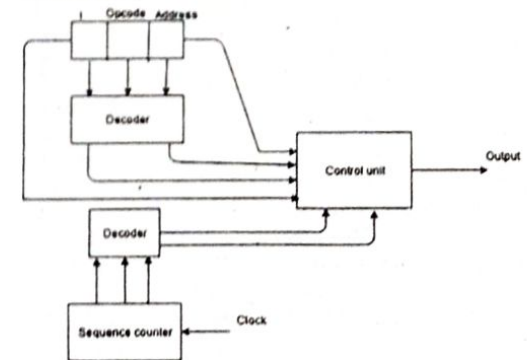 I Opcode Address
Decoder
Control unit
Output
Decoder
Clock
Sequence counter